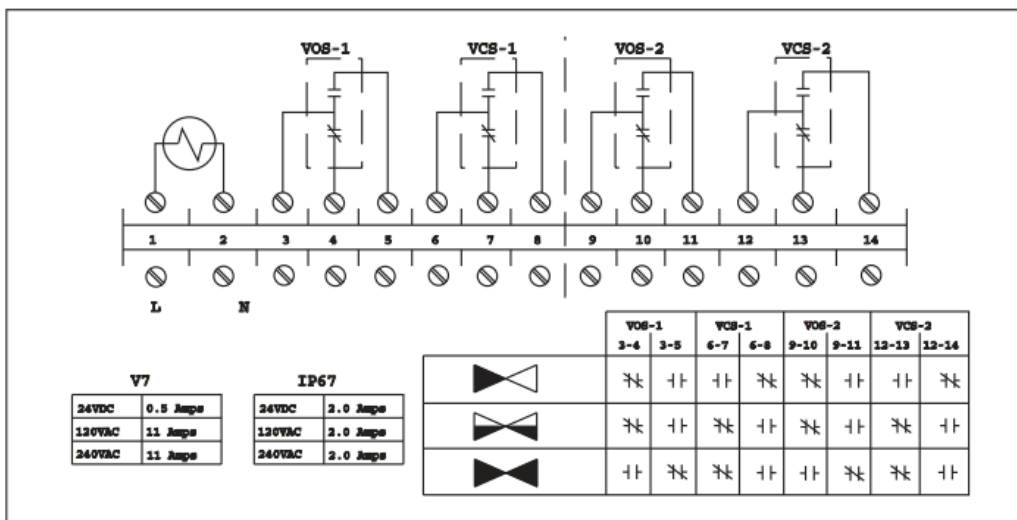 VOS-1 VCS-1 VOS-2 VCS-2
1 2 3 4 5 6 7 8 9 10 11 12 13 14
L N
VOS-1 VCS-1 VOS-2 VCS-2
3-4 3-5 6-7 6-8 9-10 9-11 12-13 12-14
V7
24VDC 0.5 Amps
120VAC 11 Amps
240VAC 11 Amps
IP67
24VDC 2.0 Amps
120VAC 2.0 Amps
240VAC 2.0 Amps